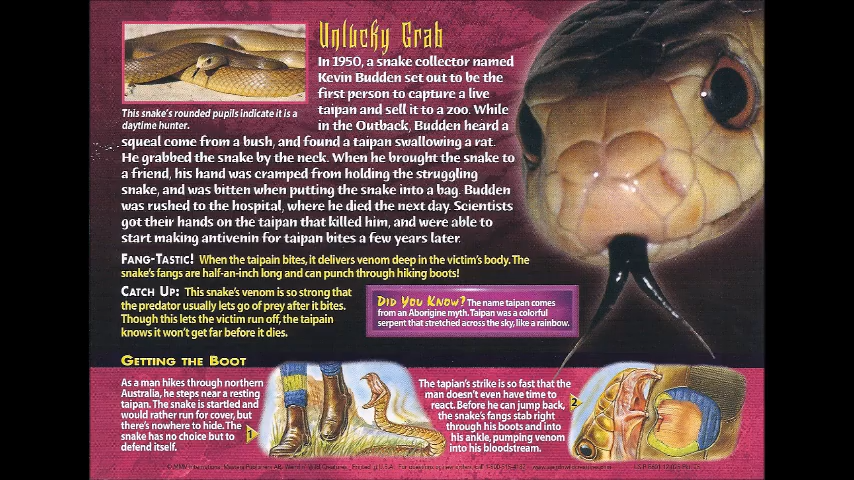 Unlucky Grab
In 1950, a snake collector named
Kevin Budden set out to be the
first person to capture a live
taipan and sell it to a zoo. While
in the Outback, Budden heard a
squeal come from a bush, and found a taipan swallowing a rat.
He grabbed the snake by the neck. When he brought the snake to
a friend, his hand was cramped from holding the struggling
snake, and was bitten when putting the snake into a bag. Budden
was rushed to the hospital, where he died the next day. Scientists
got their hands on the taipan that killed him, and were able to
start making antivenin for taipan bites a few years later.
This snake's rounded pupils indicate it is a
daytime hunter.
FANG-TASTIC! When the taipain bites, it delivers venom deep in the victim's body. The
snake's fangs are half-an-inch long and can punch through hiking boots!
CATCH UP: This snake's venom is so strong that
the predator usually lets go of prey after it bites.
Though this lets the victim run off, the taipain
knows it won't get far before it dies.
DID YOU KNOW? The name taipan comes
from an Aborigine myth. Taipan was a colorful
serpent that stretched across the sky, like a rainbow.
GETTING THE BOOT
As a man hikes through northern
Australia, he steps near a resting
taipan. The snake is startled and
would rather run for cover, but
there's nowhere to hide. The
snake has no choice but to
defend itself.
1
The tapian's strike is so fast that the
man doesn't even have time to
react. Before he can jump back,
the snake's fangs stab right
through his boots and into
his ankle, pumping venom
into his bloodstream.
2